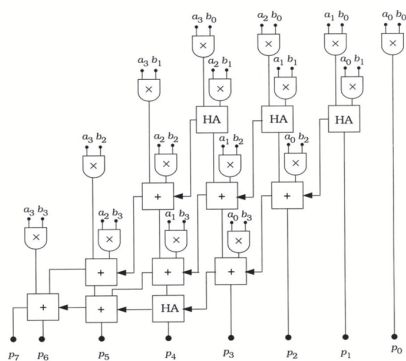 a₃ b₀ a₂ b₀ a₁ b₀ a₀ b₀
× × × ×
a₃ b₁ a₂ b₁ a₁ b₁ a₀ b₁
× × × ×
HA HA HA
a₃ b₂ a₂ b₂ a₁ b₂ a₀ b₂
× × × ×
+ + +
a₃ b₃ a₂ b₃ a₁ b₃ a₀ b₃
× × × ×
+ + +
+ + HA
p₇ p₆ p₅ p₄ p₃ p₂ p₁ p₀